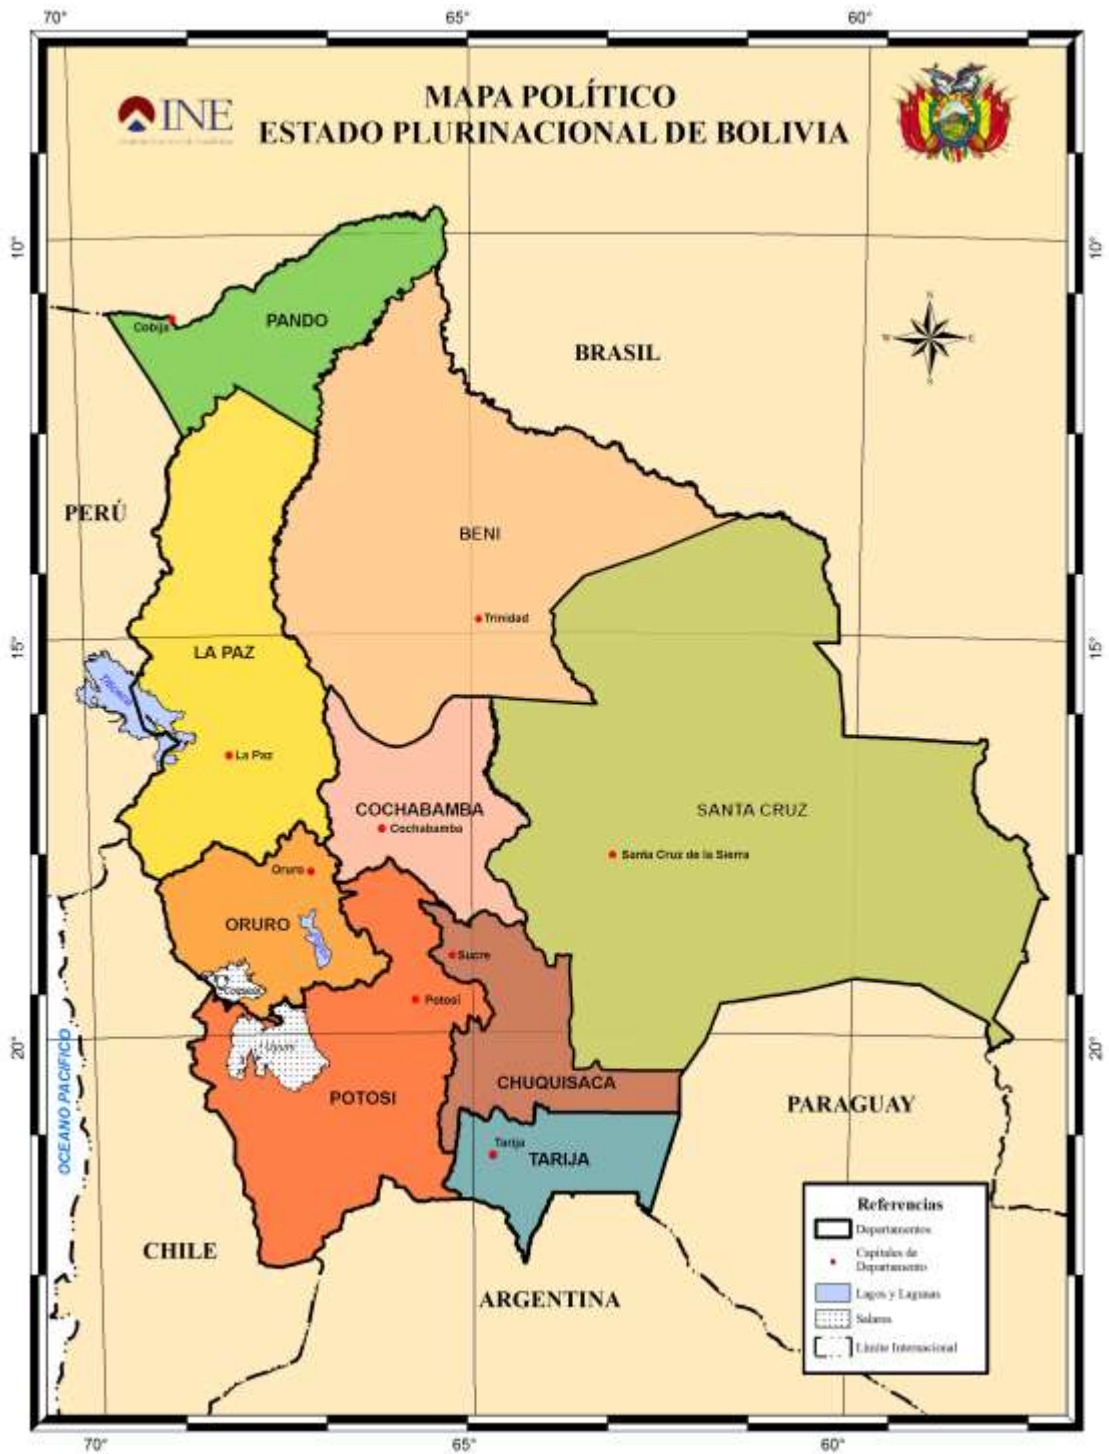 70°
65°
60°
INE
MAPA POLÍTICO
ESTADO PLURINACIONAL DE BOLIVIA
10°
10°
N
W
E
S
PANDO
Cobija
BRASIL
PERÚ
BENI
Trinidad
15°
15°
LA PAZ
Titicaca
La Paz
COCHABAMBA
Cochabamba
SANTA CRUZ
Santa Cruz de la Sierra
Oruro
ORURO
Sucre
Coipasa
Potosí
20°
20°
OCEANO PACIFICO
Uyuni
CHUQUISACA
POTOSI
PARAGUAY
Tarija
TARIJA
CHILE
ARGENTINA
Referencias
Departamentos
Capitales de
Departamento
Lagos y Lagunas
Salares
Límite Internacional
70°
65°
60°